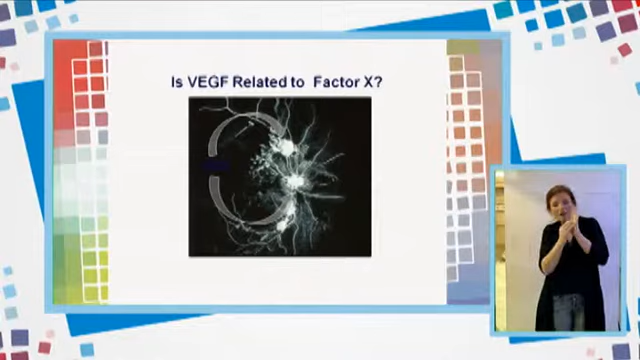 Is VEGF Related to Factor X?